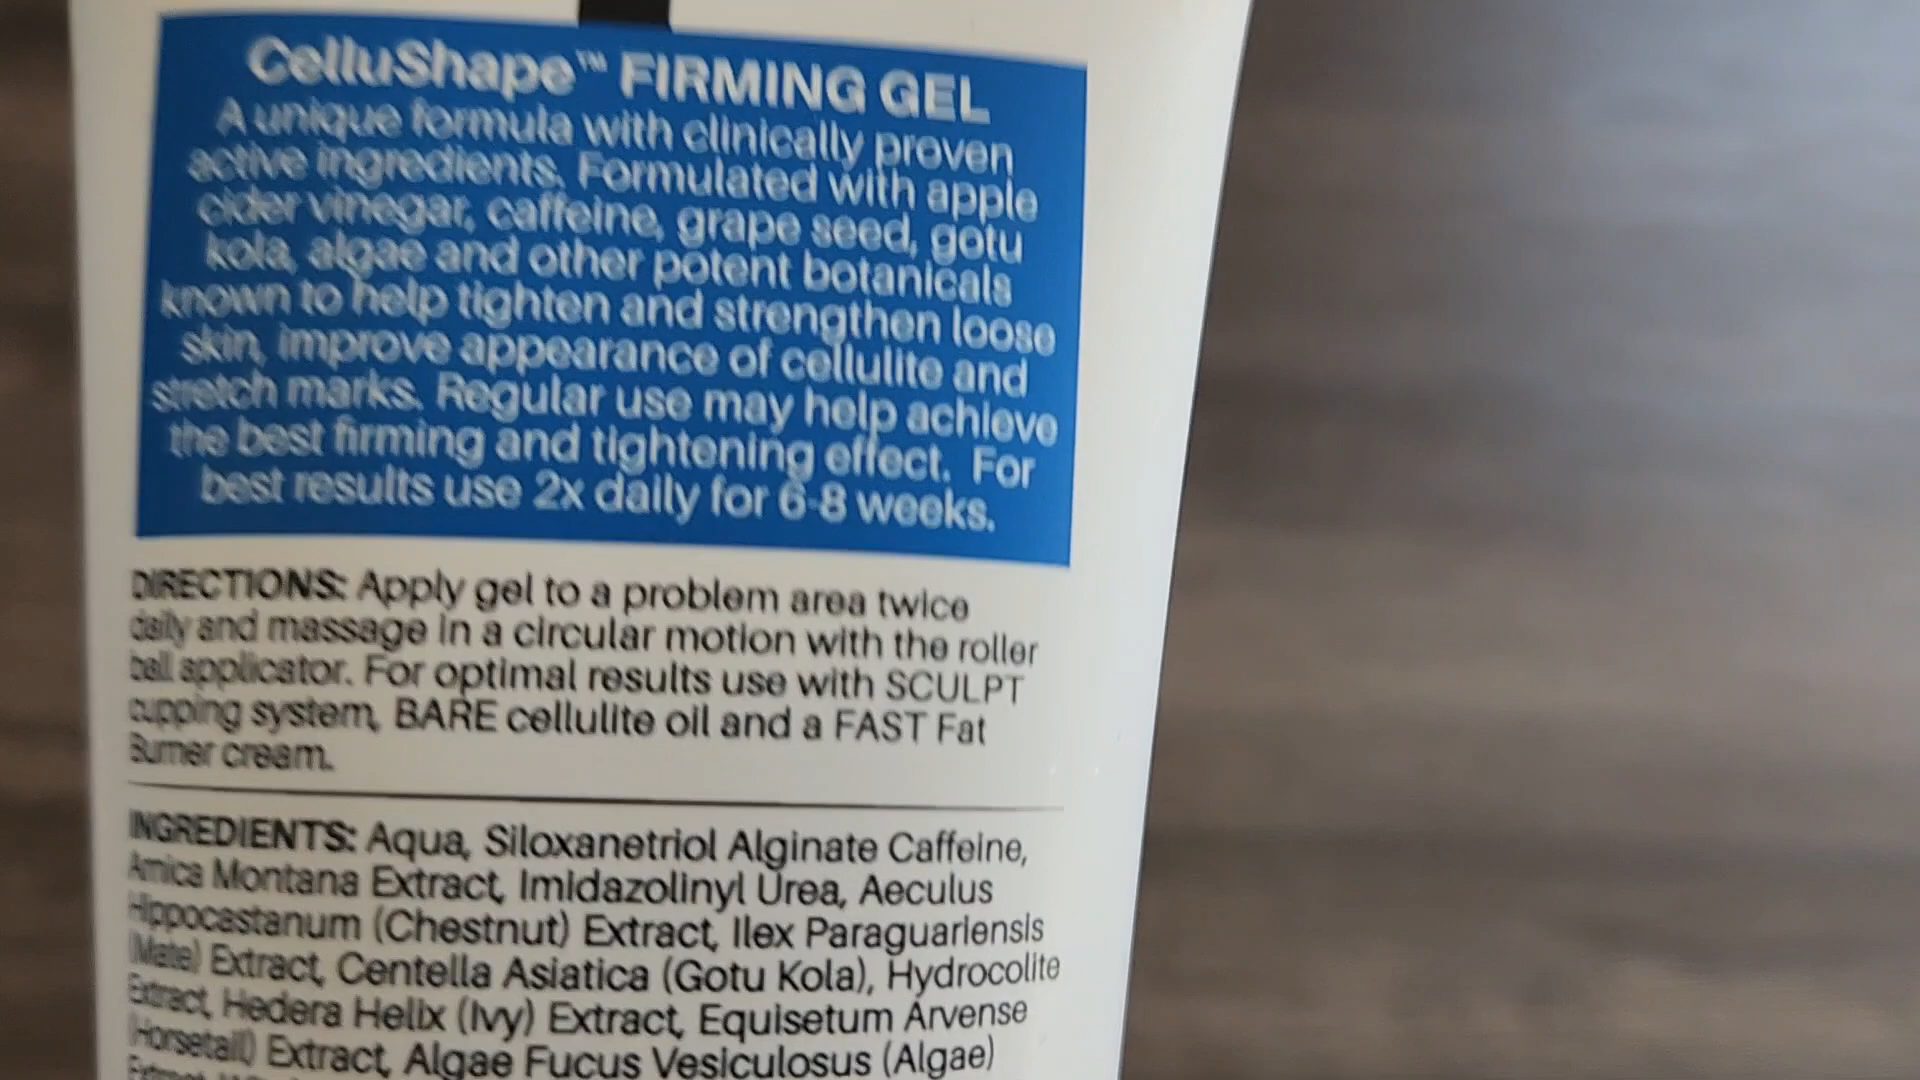 CelluShape™ FIRMING GEL
A unique formula with clinically proven
active ingredients. Formulated with apple
cider vinegar, caffeine, grape seed, gotu
kola, algae and other potent botanicals
known to help tighten and strengthen loose
skin, improve appearance of cellulite and
stretch marks. Regular use may help achieve
the best firming and tightening effect. For
best results use 2x daily for 6-8 weeks.
DIRECTIONS: Apply gel to a problem area twice
daily and massage in a circular motion with the roller
ball applicator. For optimal results use with SCULPT
cupping system, BARE cellulite oil and a FAST Fat
Burner cream.
INGREDIENTS: Aqua, Siloxanetriol Alginate Caffeine,
Arnica Montana Extract, Imidazolinyl Urea, Aeculus
Hippocastanum (Chestnut) Extract, Ilex Paraguariensis
(Mate) Extract, Centella Asiatica (Gotu Kola), Hydrocolite
Extract, Hedera Helix (Ivy) Extract, Equisetum Arvense
(Horsetail) Extract, Algae Fucus Vesiculosus (Algae)